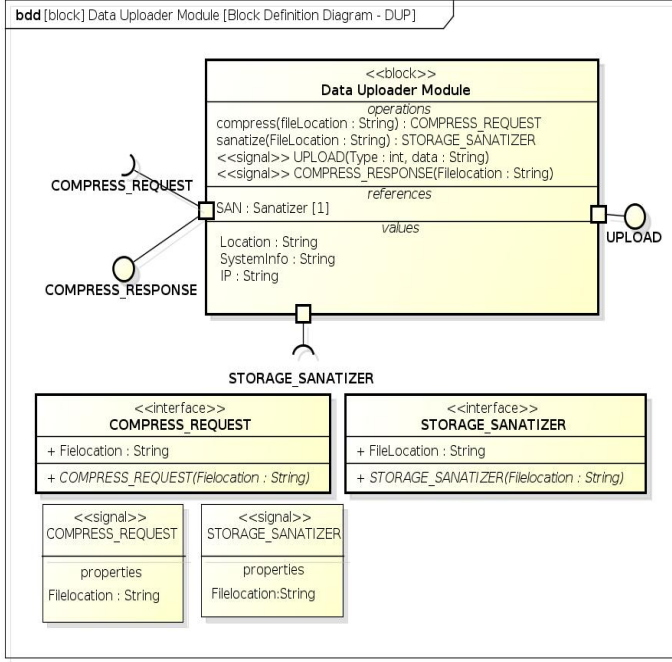 bdd [block] Data Uploader Module [Block Definition Diagram - DUP]
<<block>>
Data Uploader Module
operations
compress(fileLocation : String) : COMPRESS_REQUEST
sanatize(FileLocation : String) : STORAGE_SANATIZER
<<signal>> UPLOAD(Type : int, data : String)
<<signal>> COMPRESS_RESPONSE(Filelocation : String)
references
SAN : Sanatizer [1]
values
Location : String
SystemInfo : String
IP : String
COMPRESS_REQUEST
COMPRESS_RESPONSE
UPLOAD
STORAGE_SANATIZER
<<interface>>
COMPRESS_REQUEST
+ Fielocation : String
+ COMPRESS_REQUEST(Fielocation : String)
<<interface>>
STORAGE_SANATIZER
+ FileLocation : String
+ STORAGE_SANATIZER(Filelocation : String)
<<signal>>
COMPRESS_REQUEST
properties
Filelocation : String
<<signal>>
STORAGE_SANATIZER
properties
Filelocation:String